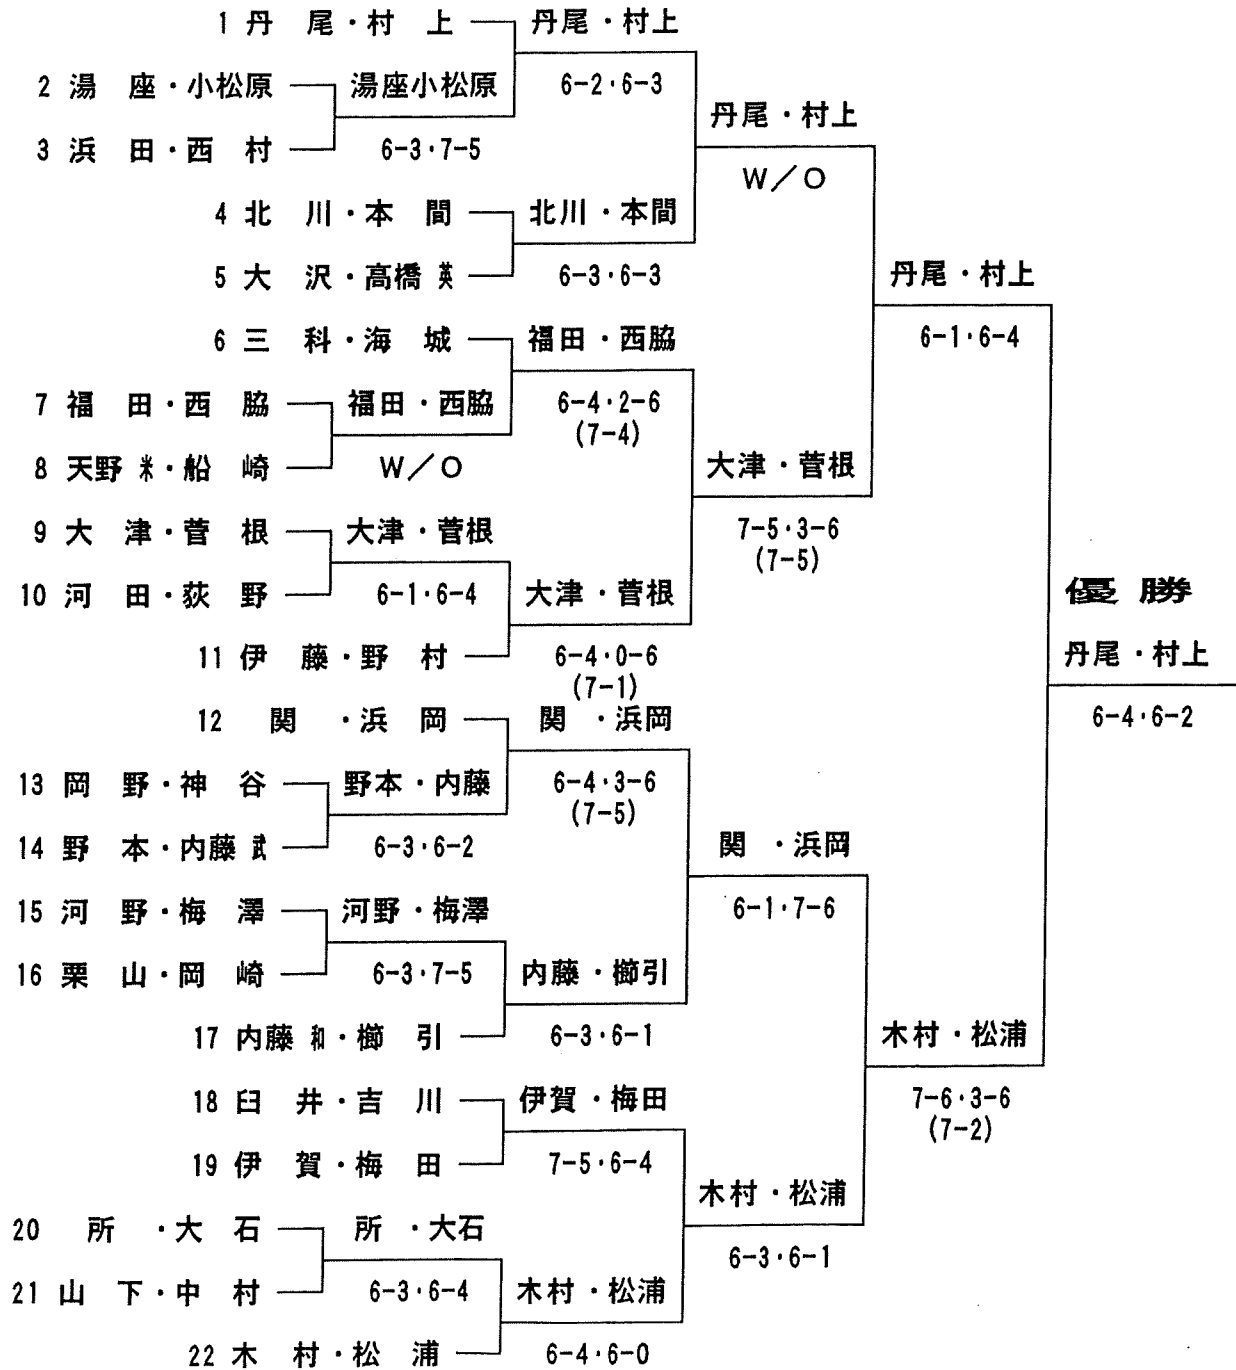 1 丹 尾・村 上 丹尾・村上
2 湯 座・小松原 湯座小松原 6-2・6-3
丹尾・村上
3 浜 田・西 村 6-3・7-5
W/O
4 北 川・本 間 北川・本間
5 大 沢・高橋 英 6-3・6-3 丹尾・村上
6 三 科・海 城 福田・西脇 6-1・6-4
7 福 田・西 脇 福田・西脇 6-4・2-6
(7-4)
8 天野 米・船 崎 W/O 大津・菅根
9 大 津・菅 根 大津・菅根 7-5・3-6
(7-5)
10 河 田・荻 野 6-1・6-4 大津・菅根 優 勝
11 伊 藤・野 村 6-4・0-6 丹尾・村上
(7-1)
12 関 ・浜 岡 関 ・浜岡 6-4・6-2
13 岡 野・神 谷 野本・内藤 6-4・3-6
(7-5)
14 野 本・内藤 武 6-3・6-2 関 ・浜岡
15 河 野・梅 澤 河野・梅澤 6-1・7-6
16 栗 山・岡 崎 6-3・7-5 内藤・櫛引
17 内藤 和・櫛 引 6-3・6-1 木村・松浦
18 臼 井・吉 川 伊賀・梅田 7-6・3-6
(7-2)
19 伊 賀・梅 田 7-5・6-4
木村・松浦
20 所 ・大 石 所 ・大石
6-3・6-1
21 山 下・中 村 6-3・6-4 木村・松浦
22 木 村・松 浦 6-4・6-0